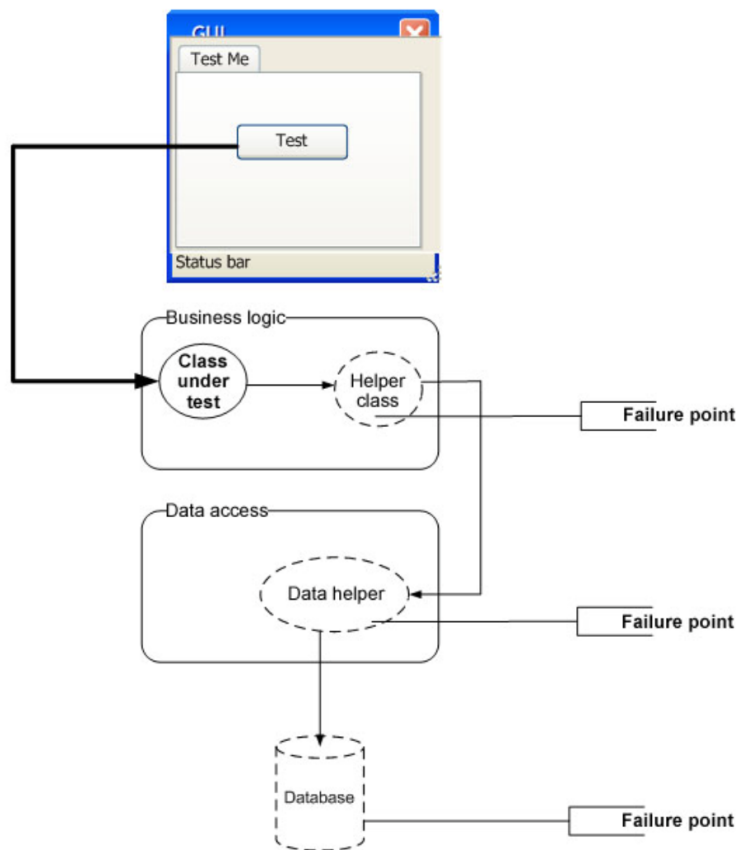 GUI
Test Me
Test
Status bar
Business logic
Class
under
test
Helper
class
Failure point
Data access
Data helper
Failure point
Database
Failure point